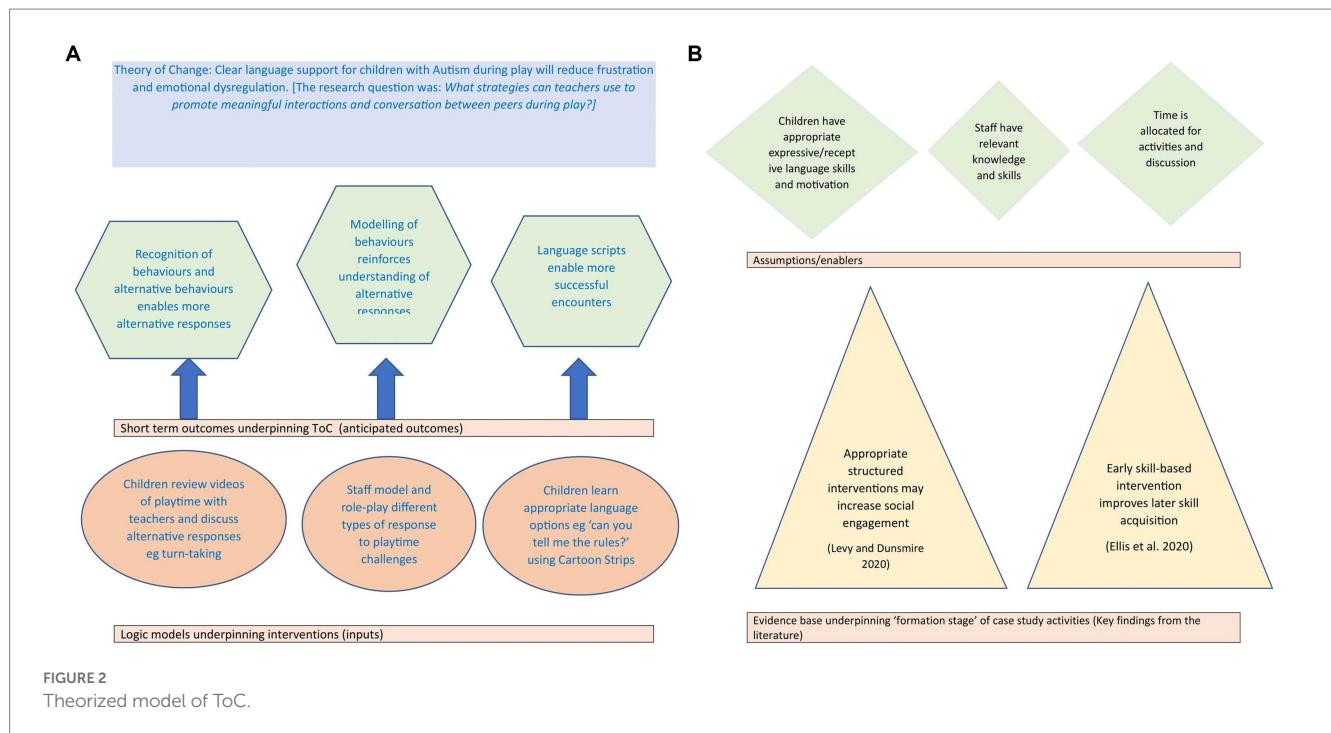 A
Theory of Change: Clear language support for children with Autism during play will reduce frustration
and emotional dysregulation. [The research question was: What strategies can teachers use to
promote meaningful interactions and conversation between peers during play?]
Recognition of
behaviours and
alternative behaviours
enables more
alternative responses
Modelling of
behaviours
reinforces
understanding of
alternative
responses
Language scripts
enable more
successful
encounters
Short term outcomes underpinning ToC (anticipated outcomes)
Children review videos
of playtime with
teachers and discuss
alternative responses
eg turn-taking
Staff model and
role-play different
types of response
to playtime
challenges
Children learn
appropriate language
options eg ‘can you
tell me the rules?’
using Cartoon Strips
Logic models underpinning interventions (inputs)
B
Children have
appropriate
expressive/recept
ive language skills
and motivation
Staff have
relevant
knowledge
and skills
Time is
allocated for
activities and
discussion
Assumptions/enablers
Appropriate
structured
interventions may
increase social
engagement
(Levy and Dunsmire
2020)
Early skill-based
intervention
improves later skill
acquisition
(Ellis et al. 2020)
Evidence base underpinning ‘formation stage’ of case study activities (Key findings from the
literature)
FIGURE 2
Theorized model of ToC.